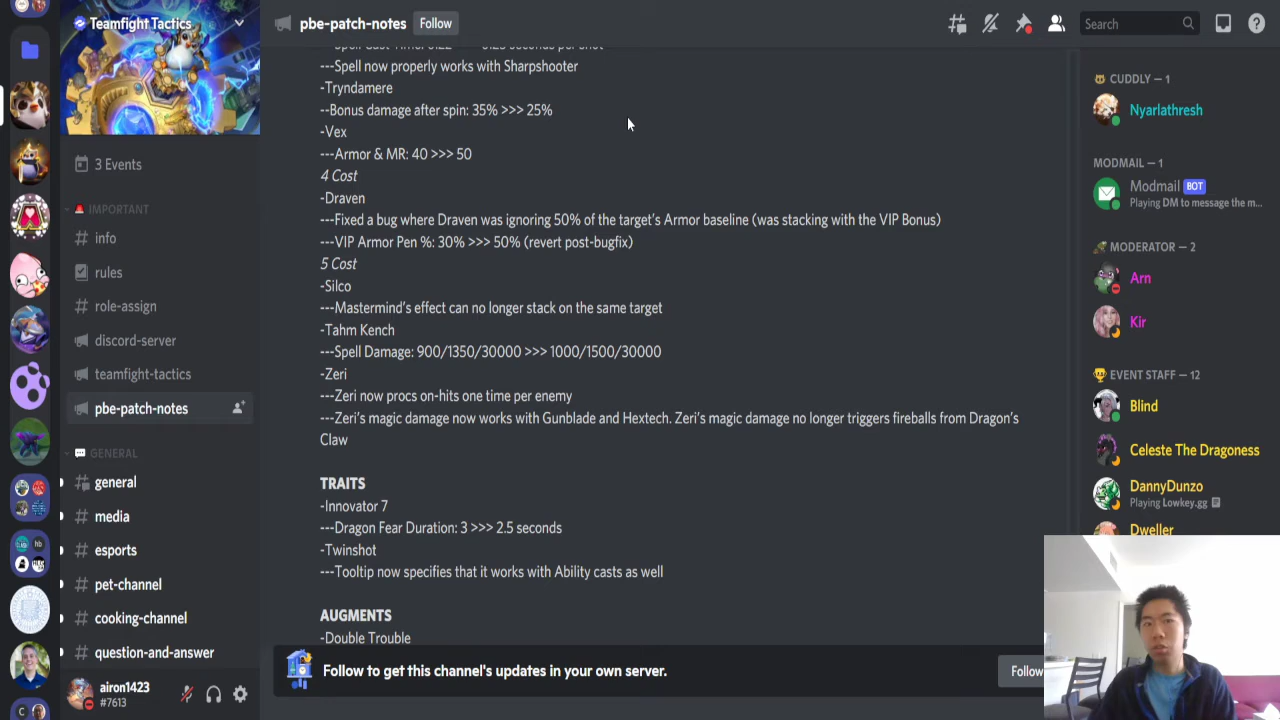 Teamfight Tactics
pbe-patch-notes
Follow
Search
3 Events
IMPORTANT
info
rules
role-assign
discord-server
teamfight-tactics
pbe-patch-notes
GENERAL
general
media
esports
pet-channel
cooking-channel
question-and-answer
airon1423
#7613
---Spell now properly works with Sharpshooter
-Tryndamere
--Bonus damage after spin: 35% >>> 25%
-Vex
---Armor & MR: 40 >>> 50
4 Cost
-Draven
---Fixed a bug where Draven was ignoring 50% of the target's Armor baseline (was stacking with the VIP Bonus)
---VIP Armor Pen %: 30% >>> 50% (revert post-bugfix)
5 Cost
-Silco
---Mastermind's effect can no longer stack on the same target
-Tahm Kench
---Spell Damage: 900/1350/30000 >>> 1000/1500/30000
-Zeri
---Zeri now procs on-hits one time per enemy
---Zeri's magic damage now works with Gunblade and Hextech. Zeri's magic damage no longer triggers fireballs from Dragon's
Claw
TRAITS
-Innovator 7
---Dragon Fear Duration: 3 >>> 2.5 seconds
-Twinshot
---Tooltip now specifies that it works with Ability casts as well
AUGMENTS
-Double Trouble
Follow to get this channel's updates in your own server.
Follow
CUDDLY — 1
Nyarlathresh
MODMAIL — 1
Modmail BOT
Playing DM to message the m...
MODERATOR — 2
Arn
Kir
EVENT STAFF — 12
Blind
Celeste The Dragoness
DannyDunzo
Playing Lowkey.gg
Dweller